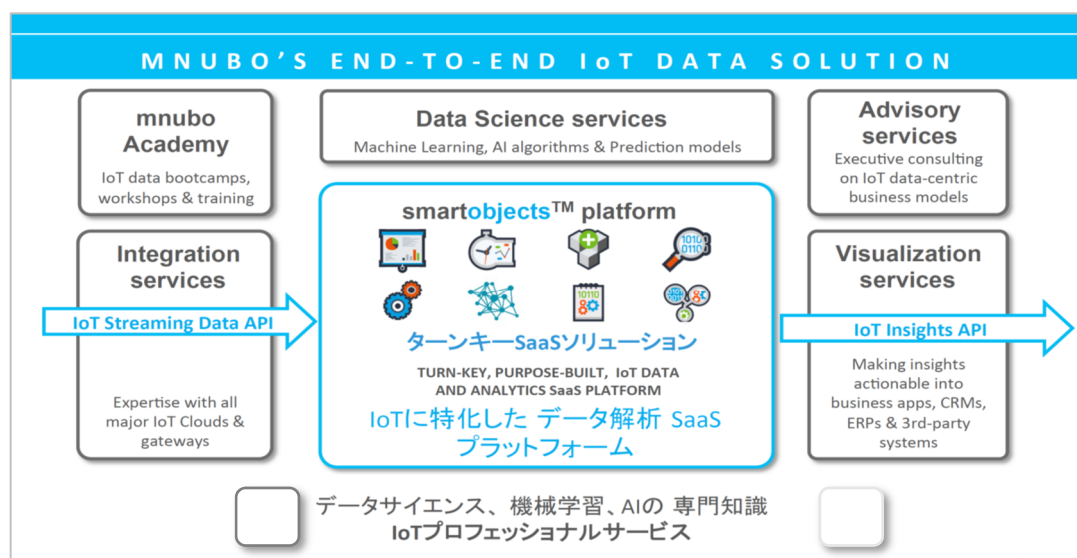 MNUBO'S END-TO-END IoT DATA SOLUTION
mnubo
Academy
IoT data bootcamps,
workshops & training
Data Science services
Machine Learning, AI algorithms & Prediction models
Advisory
services
Executive consulting
on IoT data-centric
business models
Integration
services
IoT Streaming Data API
Expertise with all
major IoT Clouds &
gateways
smartobjects™ platform
1010
0110
10110
ターンキーSaaSソリューション
TURN-KEY, PURPOSE-BUILT, IoT DATA
AND ANALYTICS SaaS PLATFORM
IoTに特化した データ解析 SaaS
プラットフォーム
Visualization
services
IoT Insights API
Making insights
actionable into
business apps, CRMs,
ERPs & 3rd-party
systems
データサイエンス、機械学習、AIの 専門知識
IoTプロフェッショナルサービス